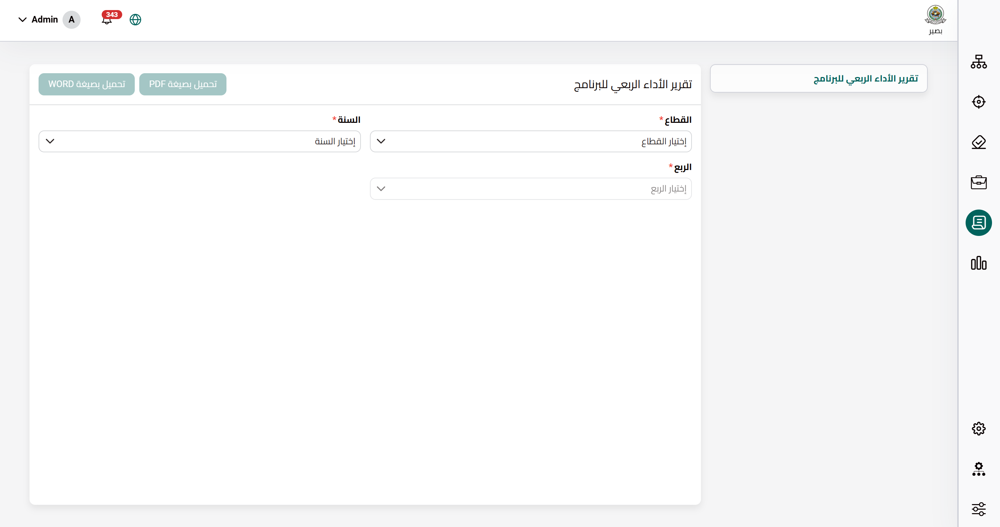 بصير
343
A Admin
تقرير الأداء الربعي للبرنامج
تقرير الأداء الربعي للبرنامج
تحميل بصيغة PDF
تحميل بصيغة WORD
القطاع*
السنة*
إختيار القطاع
إختيار السنة
الربع*
إختيار الربع